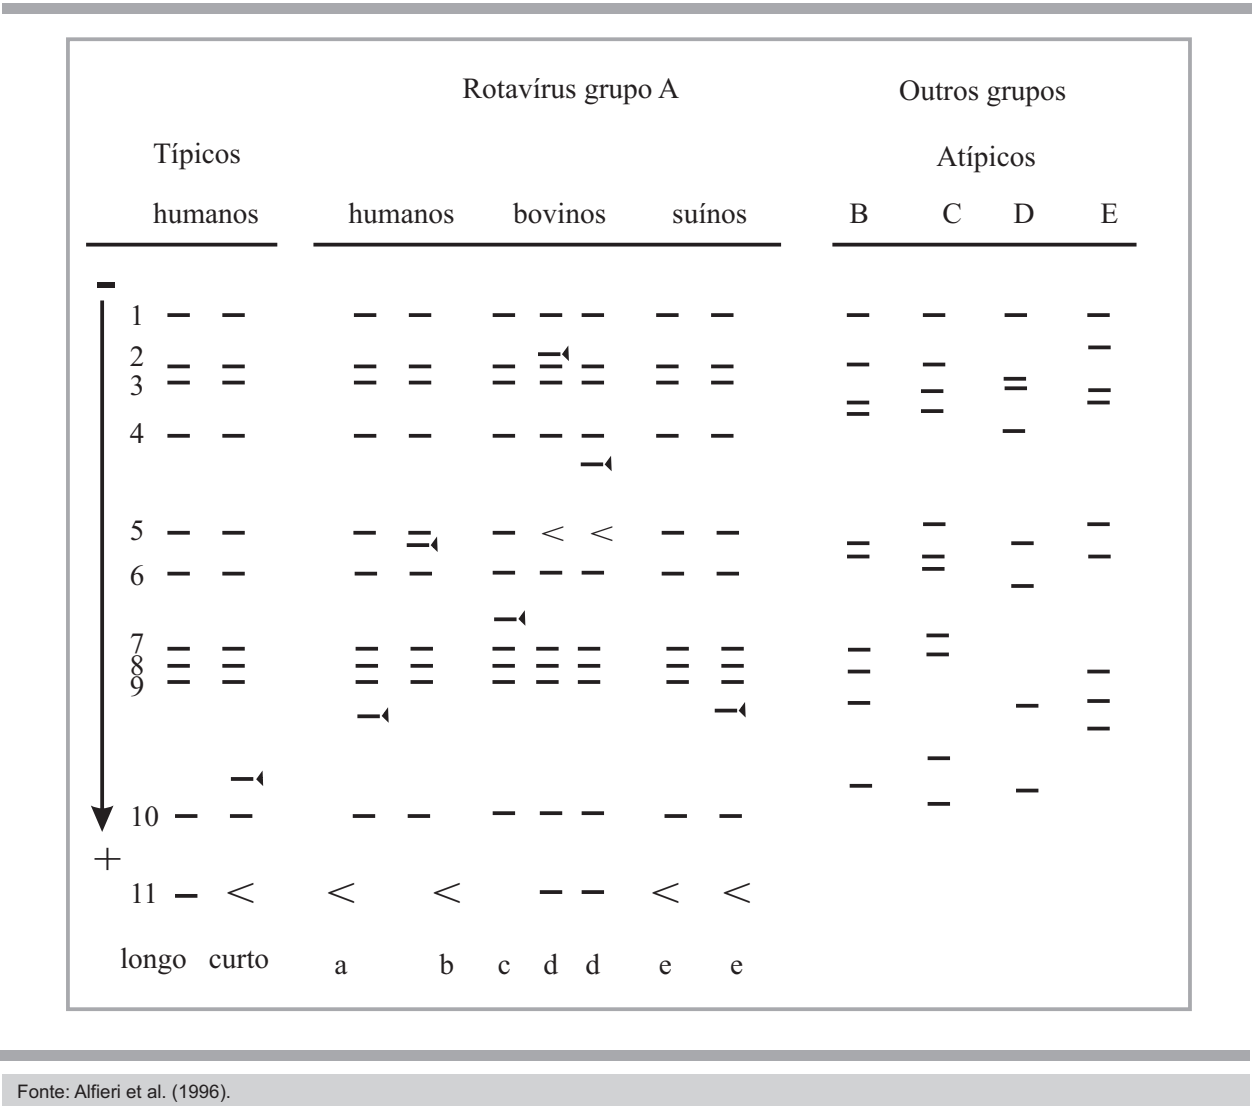 Rotavírus grupo A
Outros grupos
Típicos
Atípicos
humanos humanos bovinos suínos B C D E
-
1
2
3
4
5 < <
6
7
8
9
10
+
11 < < < < <
longo curto a b c d d e e
Fonte: Alfieri et al. (1996).